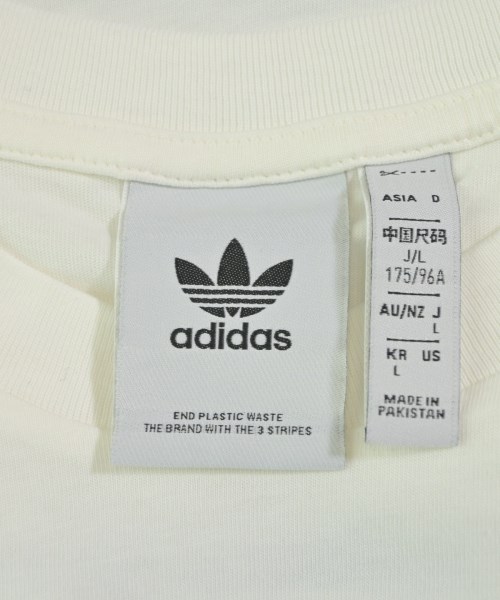 adidas
END PLASTIC WASTE
THE BRAND WITH THE 3 STRIPES
ASIA D
中国尺码
J/L
175/96A
AU/NZ J
L
KR US
L
MADE IN
PAKISTAN